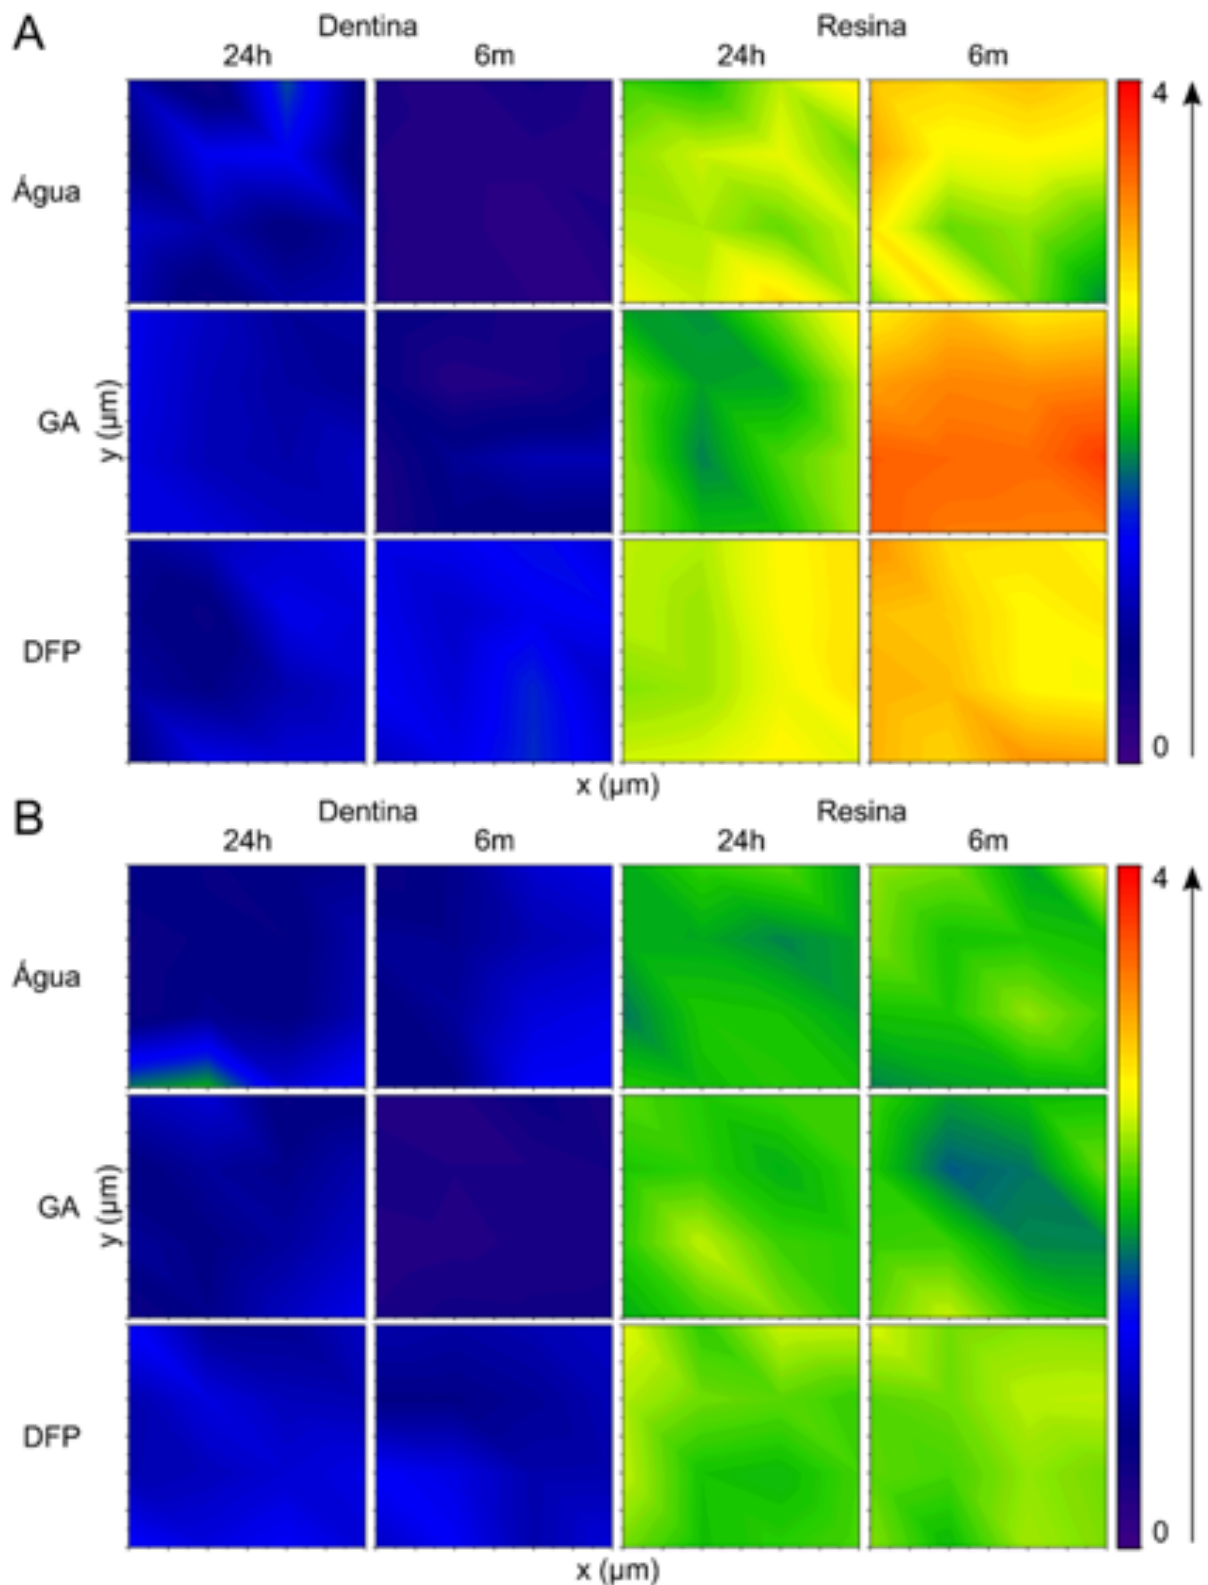 A
Dentina Resina
24h 6m 24h 6m
4
Água
GA
y (µm)
DFP
0
x (µm)
B
Dentina Resina
24h 6m 24h 6m
4
Água
GA
y (µm)
DFP
0
x (µm)